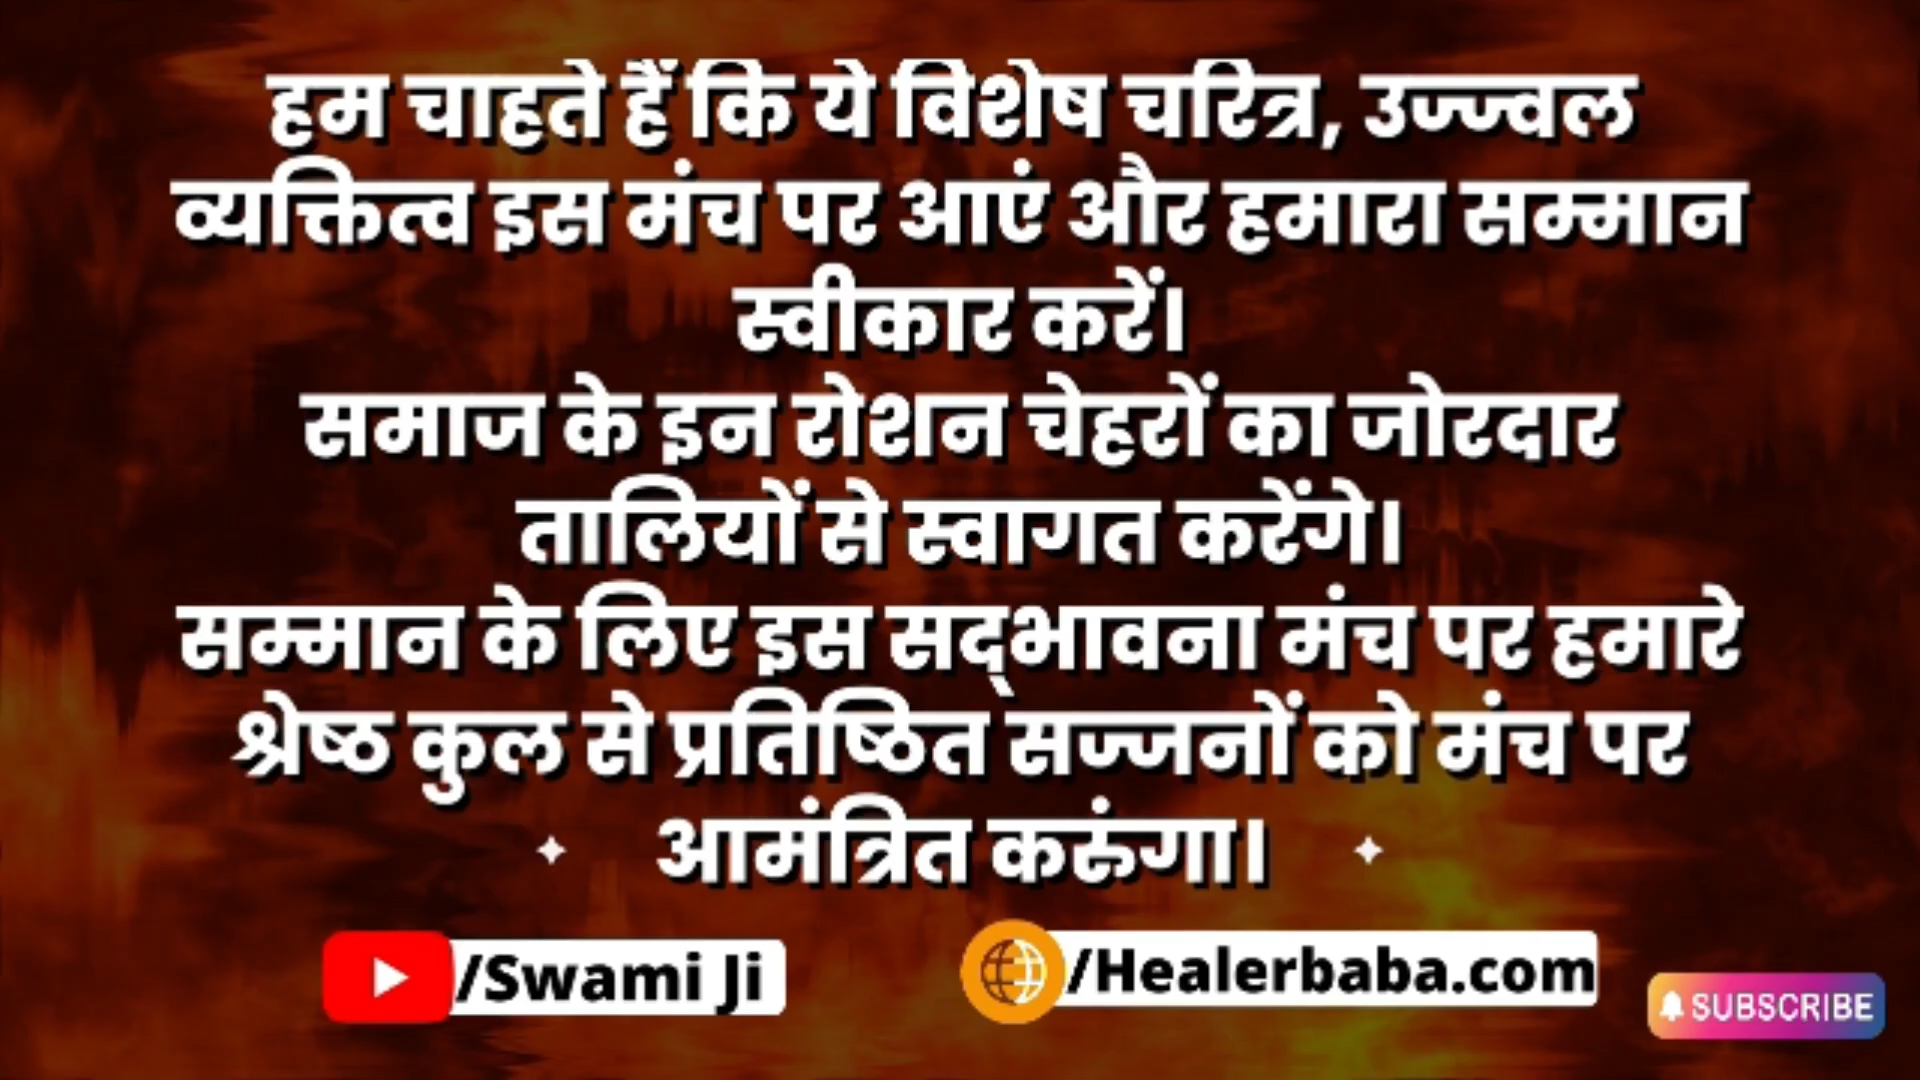 हम चाहते हैं कि ये विशेष चरित्र, उज्ज्वल
व्यक्तित्व इस मंच पर आएं और हमारा सम्मान
स्वीकार करें।
समाज के इन रोशन चेहरों का जोरदार
तालियों से स्वागत करेंगे।
सम्मान के लिए इस सद्‌भावना मंच पर हमारे
श्रेष्ठ कुल से प्रतिष्ठित सज्जनों को मंच पर
आमंत्रित करुंगा।
/Swami Ji
/Healerbaba.com
SUBSCRIBE